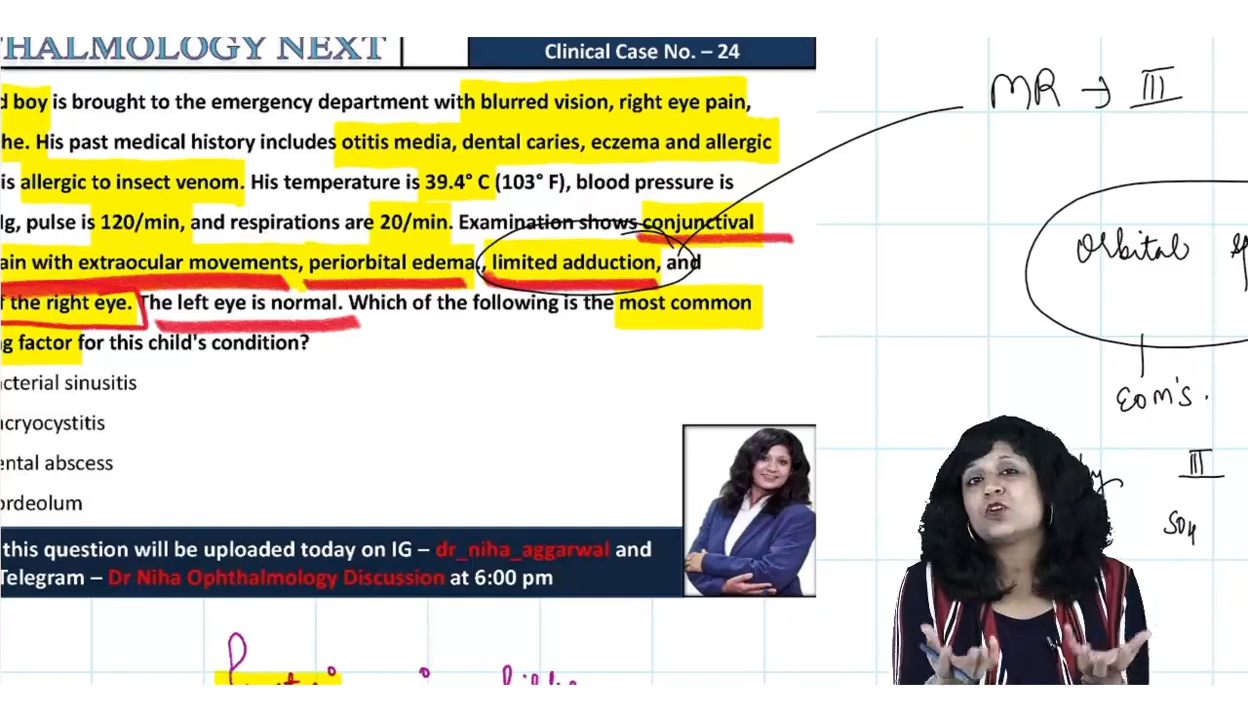 THALMOLOGY NEXT
Clinical Case No. – 24
d boy is brought to the emergency department with blurred vision, right eye pain,
he. His past medical history includes otitis media, dental caries, eczema and allergic
is allergic to insect venom. His temperature is 39.4° C (103° F), blood pressure is
Hg, pulse is 120/min, and respirations are 20/min. Examination shows conjunctival
ain with extraocular movements, periorbital edema., limited adduction, and
f the right eye. The left eye is normal. Which of the following is the most common
g factor for this child's condition?
acterial sinusitis
acryocystitis
ental abscess
ordeolum
this question will be uploaded today on IG – dr_niha_aggarwal and
Telegram – Dr Niha Ophthalmology Discussion at 6:00 pm
MR → III
Orbital
EOM's.
III